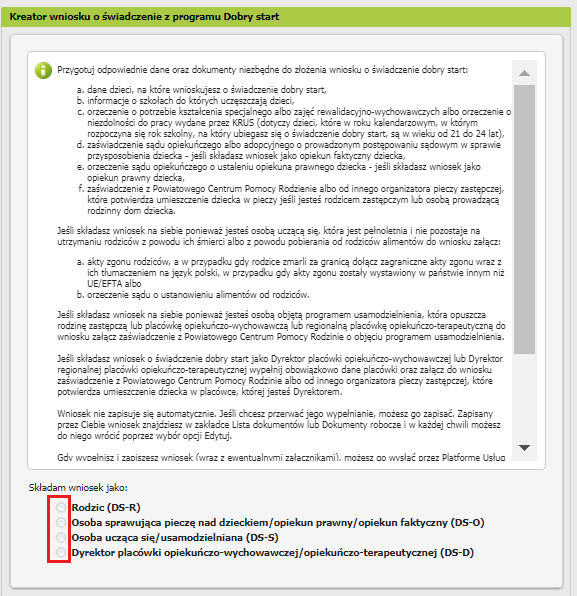 Kreator wniosku o świadczenie z programu Dobry start
Przygotuj odpowiednie dane oraz dokumenty niezbędne do złożenia wniosku o świadczenie dobry start:
a. dane dzieci, na które wnioskujesz o świadczenie dobry start,
b. informacje o szkołach do których uczęszczają dzieci,
c. orzeczenie o potrzebie kształcenia specjalnego albo zajęć rewalidacyjno-wychowawczych albo orzeczenie o
niezdolności do pracy wydane przez KRUS (dotyczy dzieci, które w roku kalendarzowym, w którym
rozpoczyna się rok szkolny, na który ubiegasz się o świadczenie dobry start, są w wieku od 21 do 24 lat),
d. zaświadczenie sądu opiekuńczego albo adopcyjnego o prowadzonym postępowaniu sądowym w sprawie
przysposobienia dziecka - jeśli składasz wniosek jako opiekun faktyczny dziecka,
e. orzeczenie sądu opiekuńczego o ustaleniu opiekuna prawnego dziecka - jeśli składasz wniosek jako
opiekun prawny dziecka,
f. zaświadczenie z Powiatowego Centrum Pomocy Rodzienie albo od innego organizatora pieczy zastępczej,
które potwierdza umieszczenie dziecka w pieczy jeśli jesteś rodzicem zastępczym lub osobą prowadzącą
rodzinny dom dziecka.
Jeśli składasz wniosek na siebie ponieważ jesteś osobą uczącą się, która jest pełnoletnia i nie pozostaje na
utrzymaniu rodziców z powodu ich śmierci albo z powodu pobierania od rodziców alimentów do wniosku załącz:
a. akty zgonu rodziców, a w przypadku gdy rodzice zmarli za granicą dołącz zagraniczne akty zgonu wraz z
ich tłumaczeniem na język polski, w przypadku gdy akty zgonu zostały wystawiony w państwie innym niż
UE/EFTA albo
b. orzeczenie sądu o ustanowieniu alimentów od rodziców.
Jeśli składasz wniosek na siebie ponieważ jesteś osobą objętą programem usamodzielnienia, która opuszcza
rodzinę zastępczą lub placówkę opiekuńczo-wychowawczą lub regionalną placówkę opiekuńczo-terapeutyczną do
wniosku załącz zaświadczenie z Powiatowego Centrum Pomocy Rodzinie o objęciu programem usamodzielnienia.
Jeśli składasz wniosek o świadczenie dobry start jako Dyrektor placówki opiekuńczo-wychowawczej lub Dyrektor
regionalnej placówki opiekuńczo-terapeutycznej wypełnij obowiązkowo dane placówki oraz załącz do wniosku
zaświadczenie z Powiatowego Centrum Pomocy Rodzinie albo od innego organizatora pieczy zastępczej, które
potwierdza umieszczenie dziecka w placówce, której jesteś Dyrektorem.
Wniosek nie zapisuje się automatycznie. Jeśli chcesz przerwać jego wypełnianie, możesz go zapisać. Zapisany
przez Ciebie wniosek znajdziesz w zakładce Lista dokumentów lub Dokumenty robocze i w każdej chwili możesz
do niego wrócić poprzez wybór opcji Edytuj.
Gdy wypełnisz i zapiszesz wniosek (wraz z ewentualnymi załącznikami), możesz go wysłać przez Platformę Usług
Składam wniosek jako:
Rodzic (DS-R)
Osoba sprawująca pieczę nad dzieckiem/opiekun prawny/opiekun faktyczny (DS-O)
Osoba ucząca się/usamodzielniana (DS-S)
Dyrektor placówki opiekuńczo-wychowawczej/opiekuńczo-terapeutycznej (DS-D)